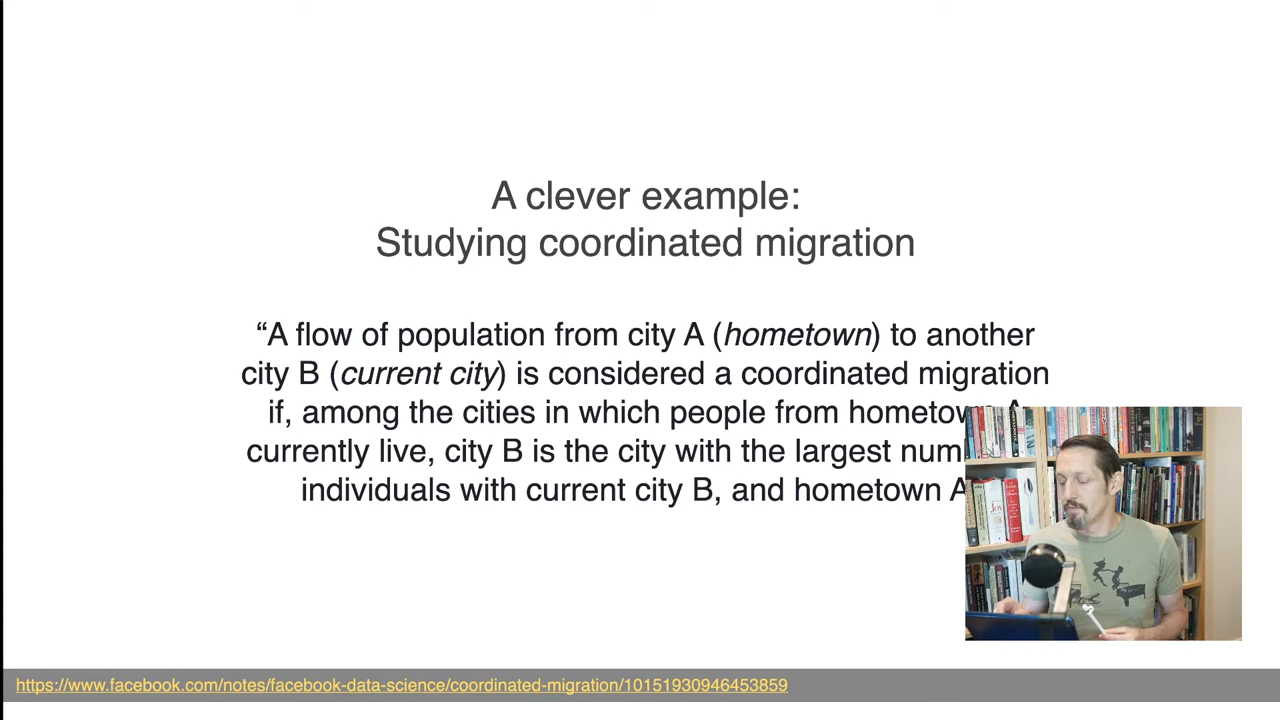 A clever example:
Studying coordinated migration
“A flow of population from city A (hometown) to another
city B (current city) is considered a coordinated migration
if, among the cities in which people from hometown A
currently live, city B is the city with the largest
individuals with current city B, and hometown A
https://www.facebook.com/notes/facebook-data-science/coordinated-migration/10151930946453859